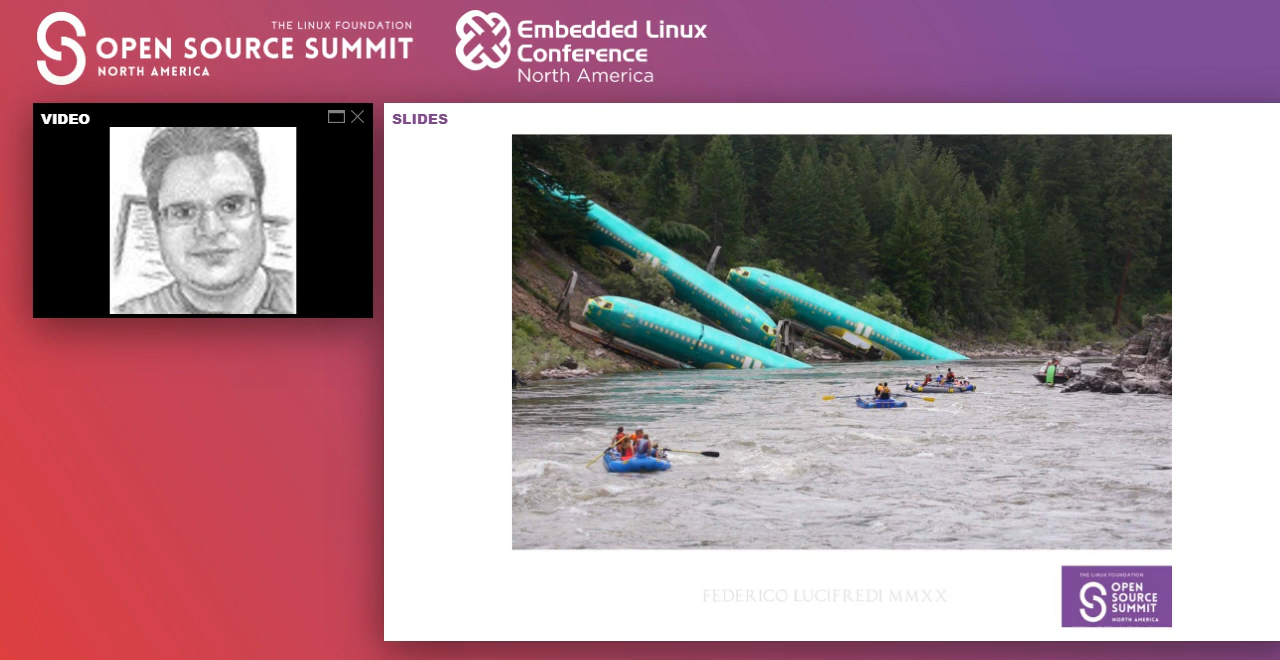 THE LINUX FOUNDATION
OPEN SOURCE SUMMIT
NORTH AMERICA
Embedded Linux
Conference
North America
VIDEO
SLIDES
FEDERICO LUCIFREDI MMXX
THE LINUX FOUNDATION
OPEN
SOURCE
SUMMIT
NORTH AMERICA